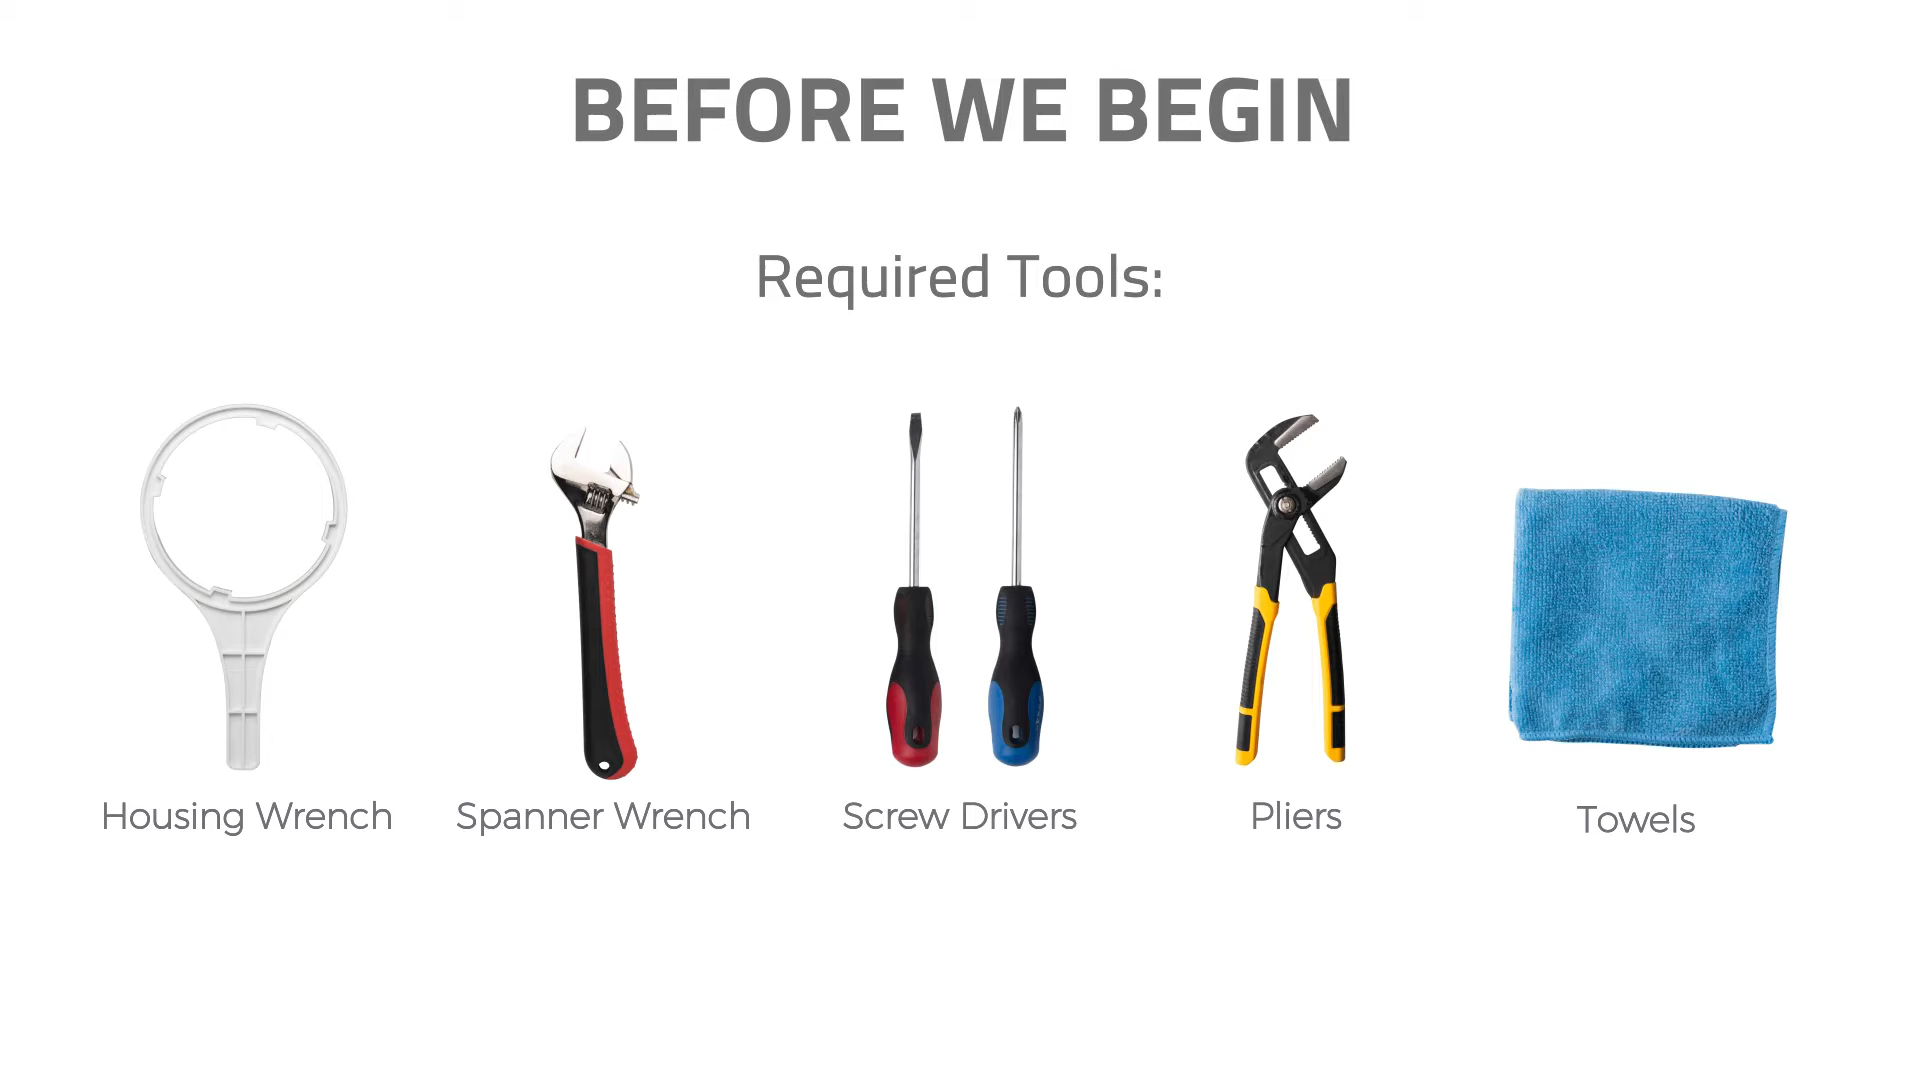 BEFORE WE BEGIN
Required Tools:
Housing Wrench
Spanner Wrench
Screw Drivers
Pliers
Towels